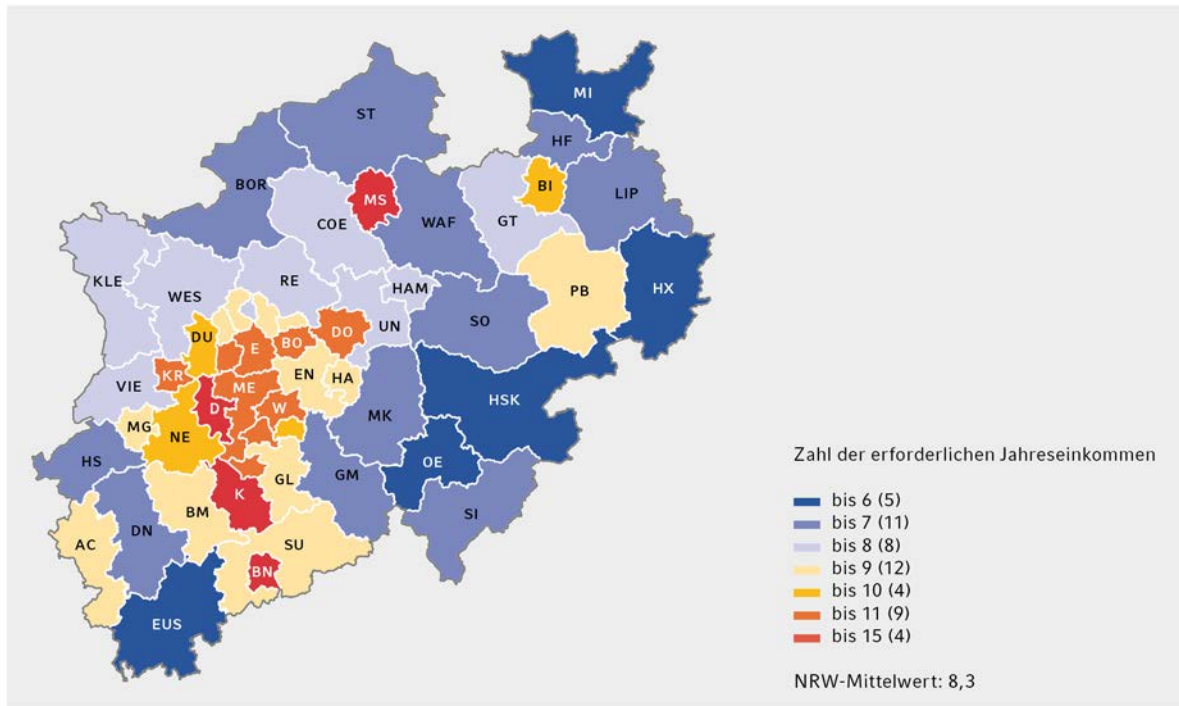 MI
ST
HF
BOR
MS
BI
LIP
COE
WAF
GT
KLE
RE
HAM
WES
PB
HX
SO
UN
DU
E
BO
DO
KR
EN
HA
VIE
ME
HSK
D
W
MK
MG
NE
HS
OE
GM
GL
K
BM
SI
DN
AC
SU
BN
EUS
Zahl der erforderlichen Jahreseinkommen
bis 6 (5)
bis 7 (11)
bis 8 (8)
bis 9 (12)
bis 10 (4)
bis 11 (9)
bis 15 (4)
NRW-Mittelwert: 8,3